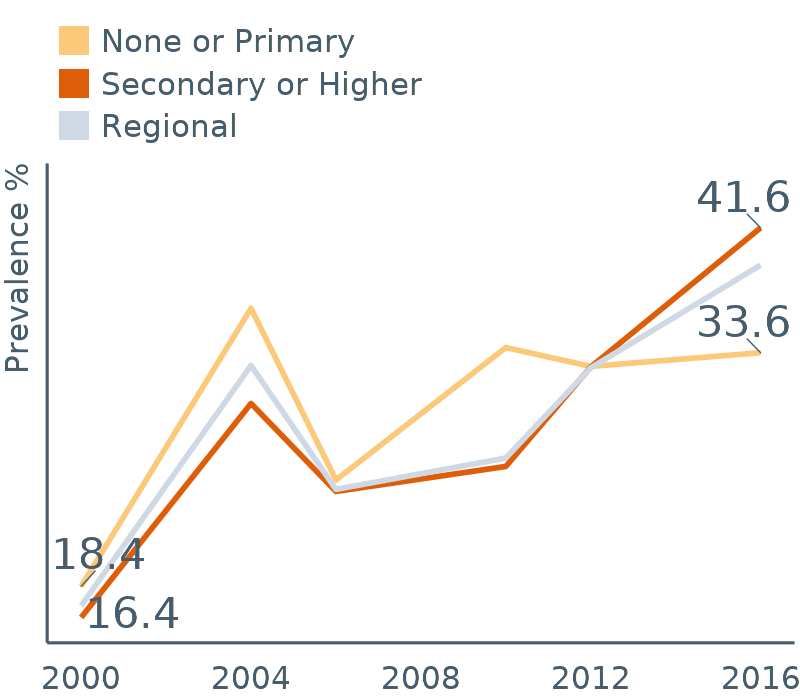 None or Primary
Secondary or Higher
Regional
Prevalence %
41.6
33.6
18.4
16.4
2000 2004 2008 2012 2016